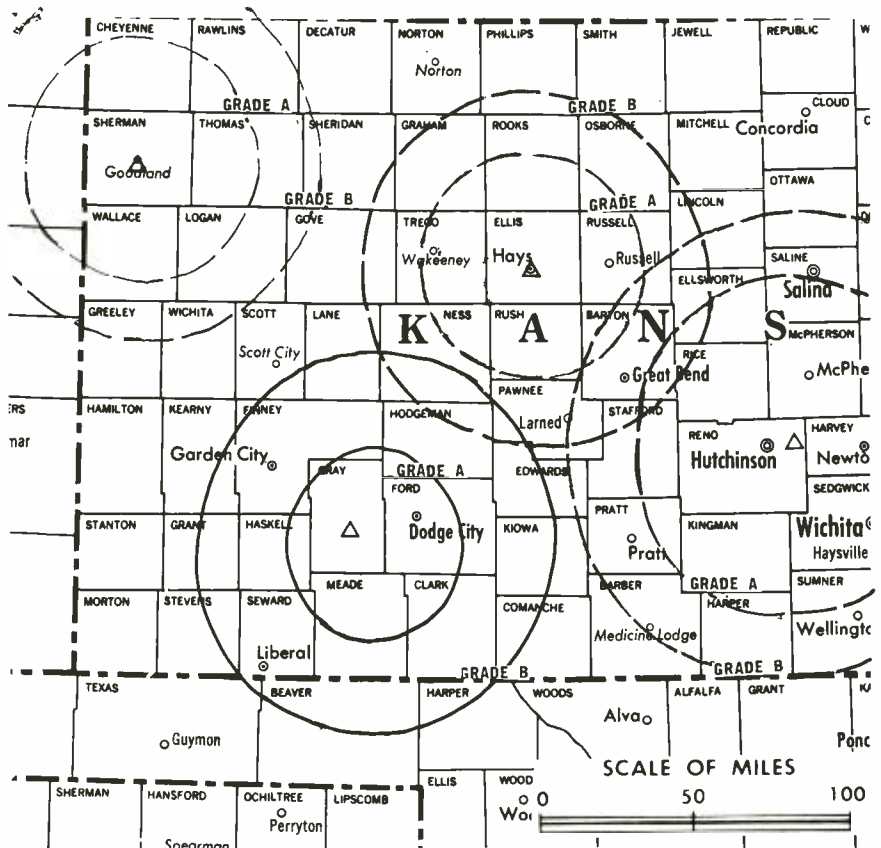 CHEYENNE RAWLINS DECATUR NORTON PHILLIPS SMITH JEWELL REPUBLIC W
Norton
GRADE A GRADE B CLOUD
SHERMAN THOMAS SHERIDAN GRAHAM ROOKS OSBORNE MITCHELL Concordia C
Goodland
OTTAWA
GRADE B GRADE A LINCOLN
WALLACE LOGAN GOVE TREGO ELLIS RUSSELL
Wakeeney Hays Russell SALINE
ELLSWORTH Salina
GREELEY WICHITA SCOTT LANE NESS RUSH BARTON
K A N S
McPHERSON
Scott City RICE
Great Bend McPhe
PAWNEE
ERS HAMILTON KEARNY FINNEY HODGEMAN Larned STAFFORD
mar RENO HARVEY
Garden City Hutchinson Newto
GRAY GRADE A EDWARDS
FORD SEDGWICK
PRATT
STANTON GRANT HASKELL Dodge City KIOWA KINGMAN Wichita
Pratt Haysville
MEADE CLARK BARBER GRADE A SUMNER
MORTON STEVENS SEWARD COMANCHE HARPER
Medicine Lodge Wellingto
Liberal
GRADE B GRADE B
TEXAS BEAVER HARPER WOODS ALFALFA GRANT KA
Alva
Guymon Ponc
SCALE OF MILES
ELLIS WOOD
SHERMAN HANSFORD OCHILTREE LIPSCOMB 0 50 100
Woo
Perryton
Spearman